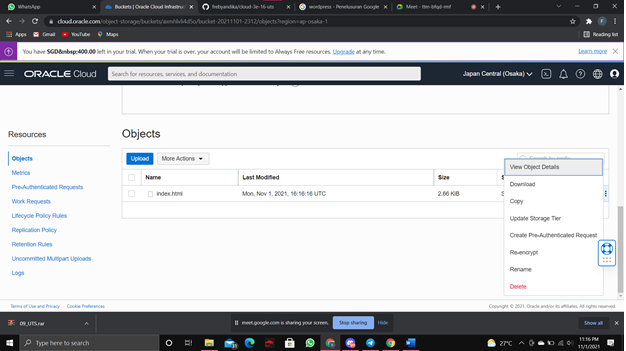 WhatsApp
Buckets | Oracle Cloud Infrastruc
firebyandika/cloud-3e-16-uts
wordpress - Penelusuran Google
Meet – ttm-bfqd-mtf
cloud.oracle.com/object-storage/buckets/axmhivli4d5o/bucket-20211101-2312/objects?region=ap-osaka-1
Apps
Gmail
YouTube
Maps
Reading list
You have SGD&nbsp;400.00 left in your trial. When your trial is over, your account will be limited to Always Free resources. Upgrade at any time.
Learn more
ORACLE Cloud
Search for resources, services, and documentation
Japan Central (Osaka)
Resources
Objects
Metrics
Pre-Authenticated Requests
Work Requests
Lifecycle Policy Rules
Replication Policy
Retention Rules
Uncommitted Multipart Uploads
Logs
Objects
Upload
More Actions
Search by prefix
Name
Last Modified
Size
index.html
Mon, Nov 1, 2021, 16:16:16 UTC
2.66 KiB
View Object Details
Download
Copy
Update Storage Tier
Create Pre-Authenticated Request
Re-encrypt
Rename
Delete
Terms of Use and Privacy
Cookie Preferences
Copyright © 2021, Oracle and/or its affiliates. All rights reserved.
09_UTS.rar
meet.google.com is sharing your screen.
Stop sharing
Hide
Show all
Type here to search
27°C
11:16 PM
11/1/2021